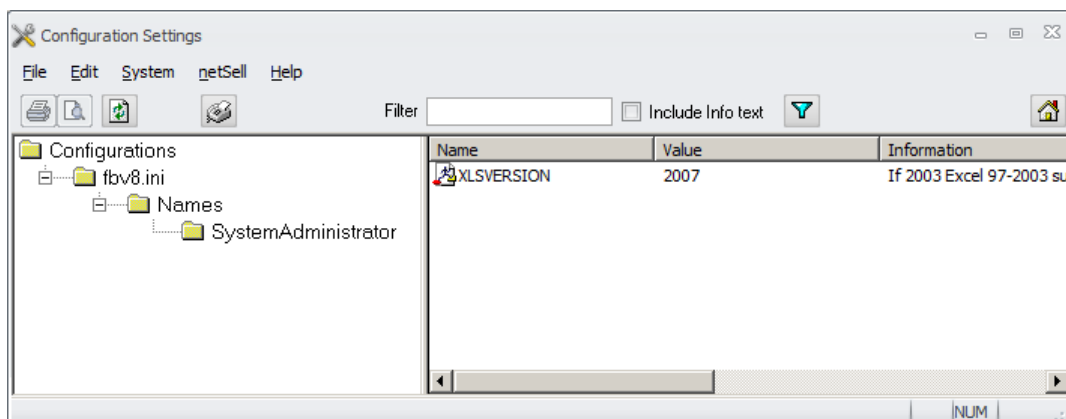 Configuration Settings
File Edit System netSell Help
Filter Include Info text
Configurations
fbv8.ini
Names
SystemAdministrator
Name Value Information
XLSVERSION 2007 If 2003 Excel 97-2003 su
NUM